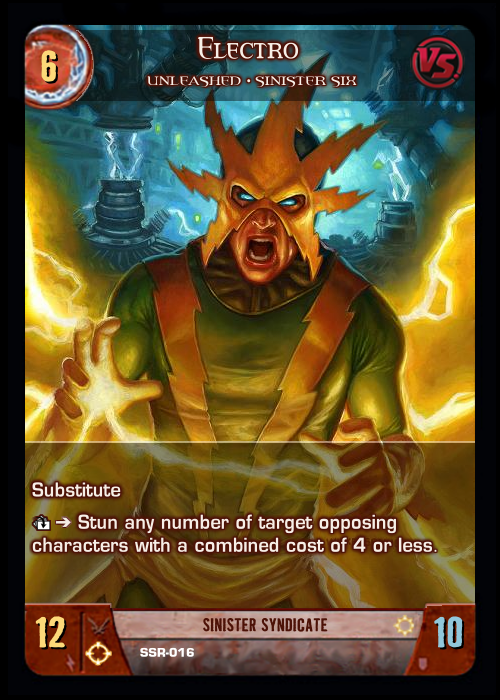 6
Electro
VS
Unleashed • Sinister Six
Substitute
➔ Stun any number of target opposing
characters with a combined cost of 4 or less.
12
SINISTER SYNDICATE
10
SSR-016